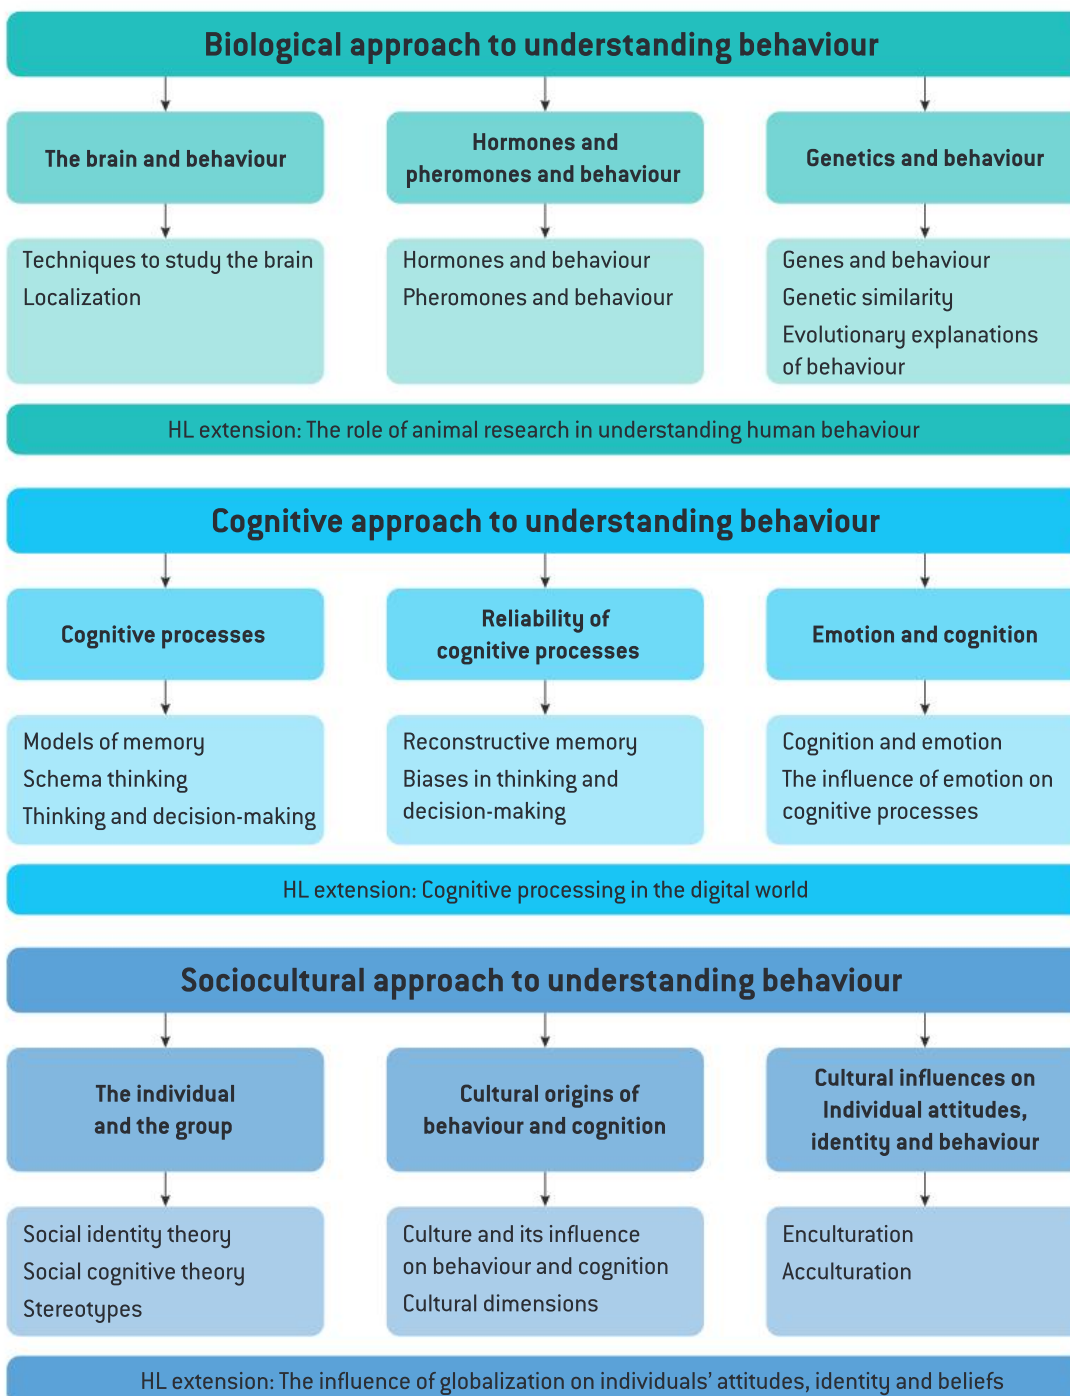 Biological approach to understanding behaviour
The brain and behaviour
Hormones and
pheromones and behaviour
Genetics and behaviour
Techniques to study the brain
Localization
Hormones and behaviour
Pheromones and behaviour
Genes and behaviour
Genetic similarity
Evolutionary explanations
of behaviour
HL extension: The role of animal research in understanding human behaviour
Cognitive approach to understanding behaviour
Cognitive processes
Reliability of
cognitive processes
Emotion and cognition
Models of memory
Schema thinking
Thinking and decision-making
Reconstructive memory
Biases in thinking and
decision-making
Cognition and emotion
The influence of emotion on
cognitive processes
HL extension: Cognitive processing in the digital world
Sociocultural approach to understanding behaviour
The individual
and the group
Cultural origins of
behaviour and cognition
Cultural influences on
Individual attitudes,
identity and behaviour
Social identity theory
Social cognitive theory
Stereotypes
Culture and its influence
on behaviour and cognition
Cultural dimensions
Enculturation
Acculturation
HL extension: The influence of globalization on individuals’ attitudes, identity and beliefs